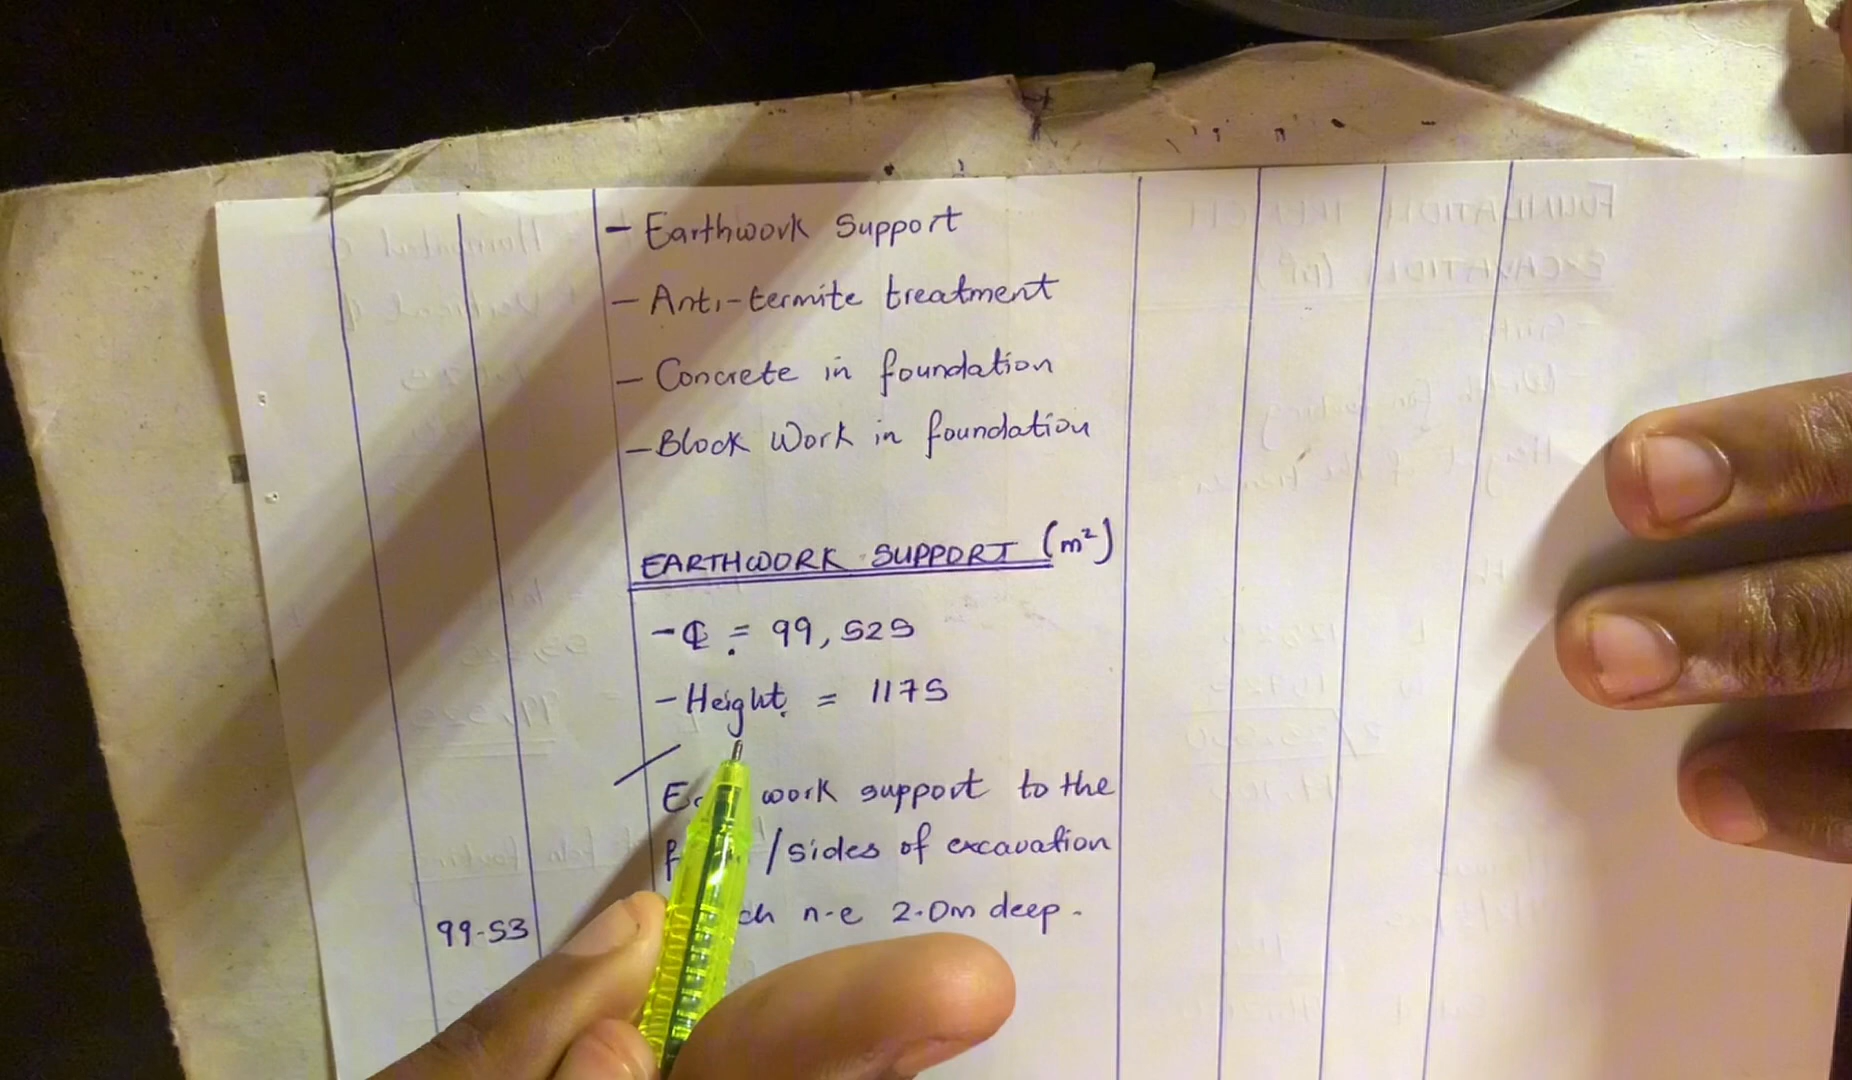 - Earthwork Support
- Anti-termite treatment
- Concrete in foundation
- Block Work in foundation
EARTHWORK SUPPORT (m²)
- ℄ = 99,525
- Height = 1175
work support to the
/sides of excavation
n.e 2.0m deep.
99.53